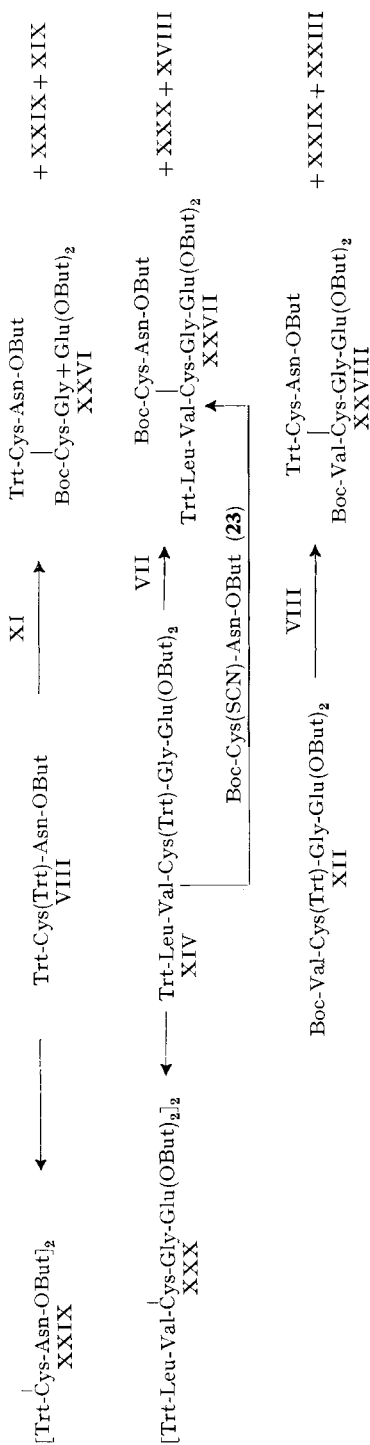 XI
Trt-Cys-Asn-OBut
[Trt-Cys-Asn-OBut]₂ Trt-Cys(Trt)-Asn-OBut + XXIX + XIX
XXIX VIII Boc-Cys-Gly+Glu(OBut)₂
XXVI
VII
Boc-Cys-Asn-OBut
[Trt-Leu-Val-Cys-Gly-Glu(OBut)₂]₂ Trt-Leu-Val-Cys(Trt)-Gly-Glu(OBut)₂ + XXX + XVIII
XXX XIV Trt-Leu-Val-Cys-Gly-Glu(OBut)₂
XXVII
Boc-Cys(SCN)-Asn-OBut (23)
VIII
Trt-Cys-Asn-OBut
Boc-Val-Cys(Trt)-Gly-Glu(OBut)₂ + XXIX + XXIII
XII Boc-Val-Cys-Gly-Glu(OBut)₂
XXVIII